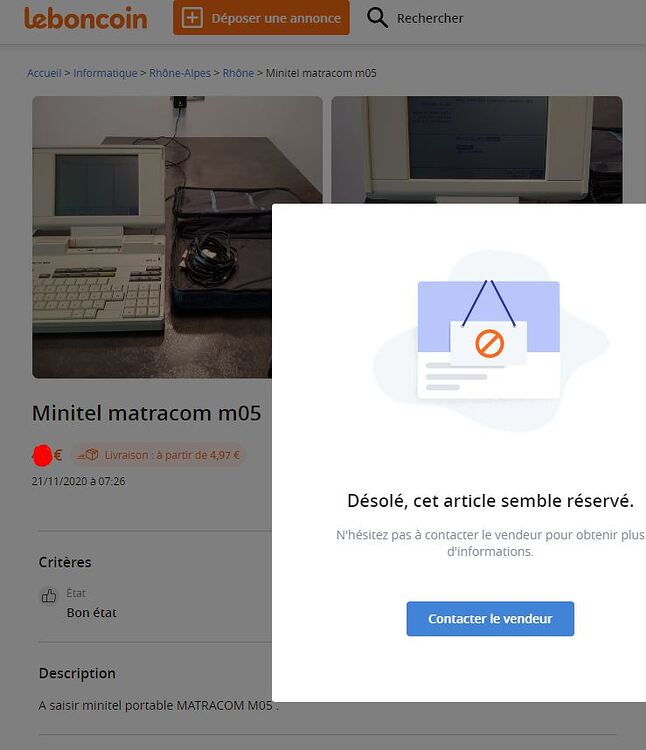 leboncoin
Déposer une annonce
Rechercher
Accueil > Informatique > Rhône-Alpes > Rhône > Minitel matracom m05
Minitel matracom m05
€
Livraison : à partir de 4,97 €
21/11/2020 à 07:26
Critères
État
Bon état
Description
A saisir minitel portable MATRACOM M05 .
Désolé, cet article semble réservé.
N'hésitez pas à contacter le vendeur pour obtenir plus
d'informations.
Contacter le vendeur